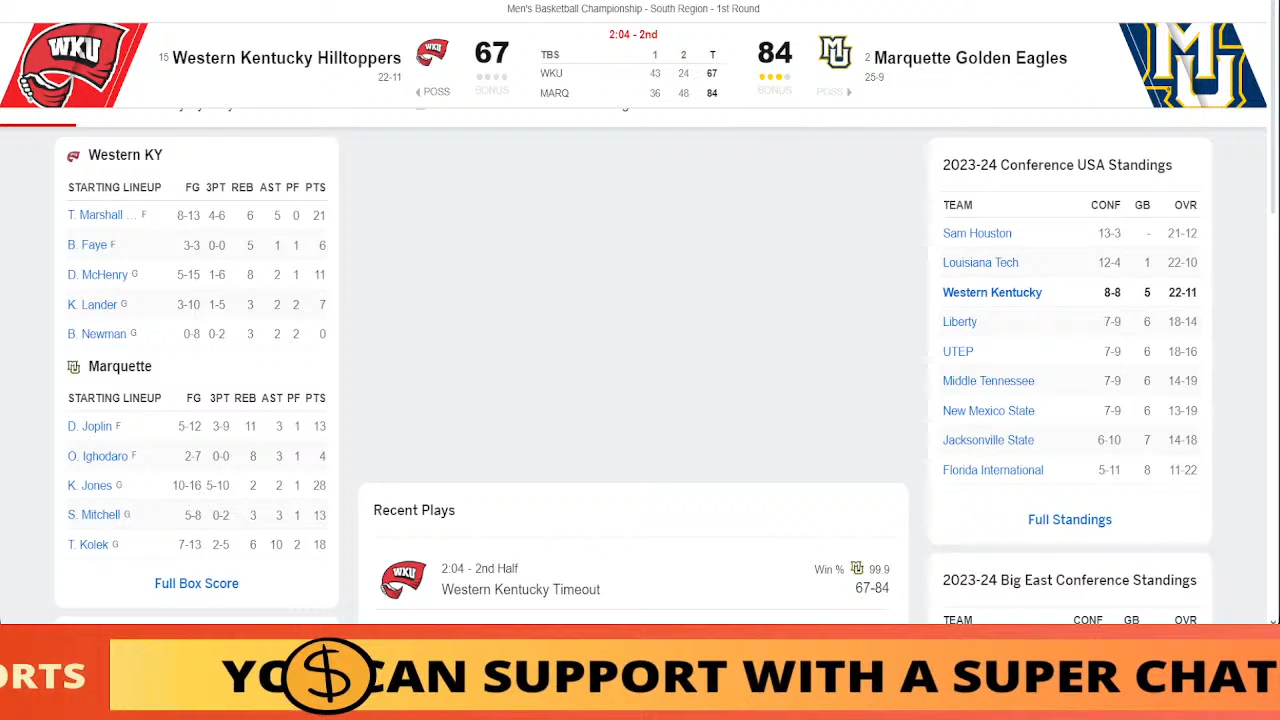 Men's Basketball Championship - South Region - 1st Round
WKU
15 Western Kentucky Hilltoppers
22-11
WKU
67
BONUS
POSS
2:04 - 2nd
TBS 1 2 T
WKU 43 24 67
MARQ 36 48 84
84
BONUS
MU
POSS
2 Marquette Golden Eagles
25-9
MU
Western KY
STARTING LINEUP FG 3PT REB AST PF PTS
T. Marshall ... F 8-13 4-6 6 5 0 21
B. Faye F 3-3 0-0 5 1 1 6
D. McHenry G 5-15 1-6 8 2 1 11
K. Lander G 3-10 1-5 3 2 2 7
B. Newman G 0-8 0-2 3 2 2 0
Marquette
STARTING LINEUP FG 3PT REB AST PF PTS
D. Joplin F 5-12 3-9 11 3 1 13
O. Ighodaro F 2-7 0-0 8 3 1 4
K. Jones G 10-16 5-10 2 2 1 28
S. Mitchell G 5-8 0-2 3 3 1 13
T. Kolek G 7-13 2-5 6 10 2 18
Full Box Score
Recent Plays
WKU
2:04 - 2nd Half
Western Kentucky Timeout
Win % 99.9
67-84
2023-24 Conference USA Standings
TEAM CONF GB OVR
Sam Houston 13-3 - 21-12
Louisiana Tech 12-4 1 22-10
Western Kentucky 8-8 5 22-11
Liberty 7-9 6 18-14
UTEP 7-9 6 18-16
Middle Tennessee 7-9 6 14-19
New Mexico State 7-9 6 13-19
Jacksonville State 6-10 7 14-18
Florida International 5-11 8 11-22
Full Standings
2023-24 Big East Conference Standings
TEAM CONF GB OVR
ORTS
$
CAN SUPPORT WITH A SUPER CHAT